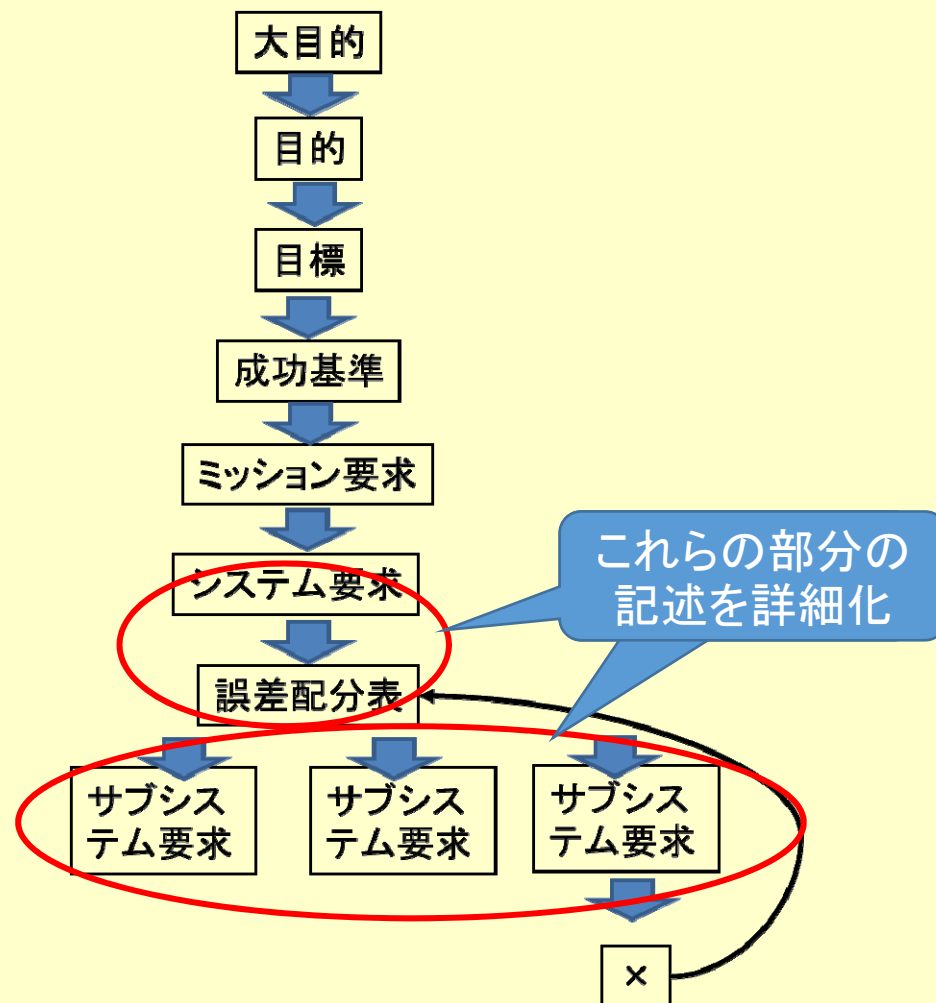 大目的
目的
目標
成功基準
ミッション要求
システム要求
これらの部分の
記述を詳細化
誤差配分表
サブシス
テム要求
サブシス
テム要求
サブシス
テム要求
×